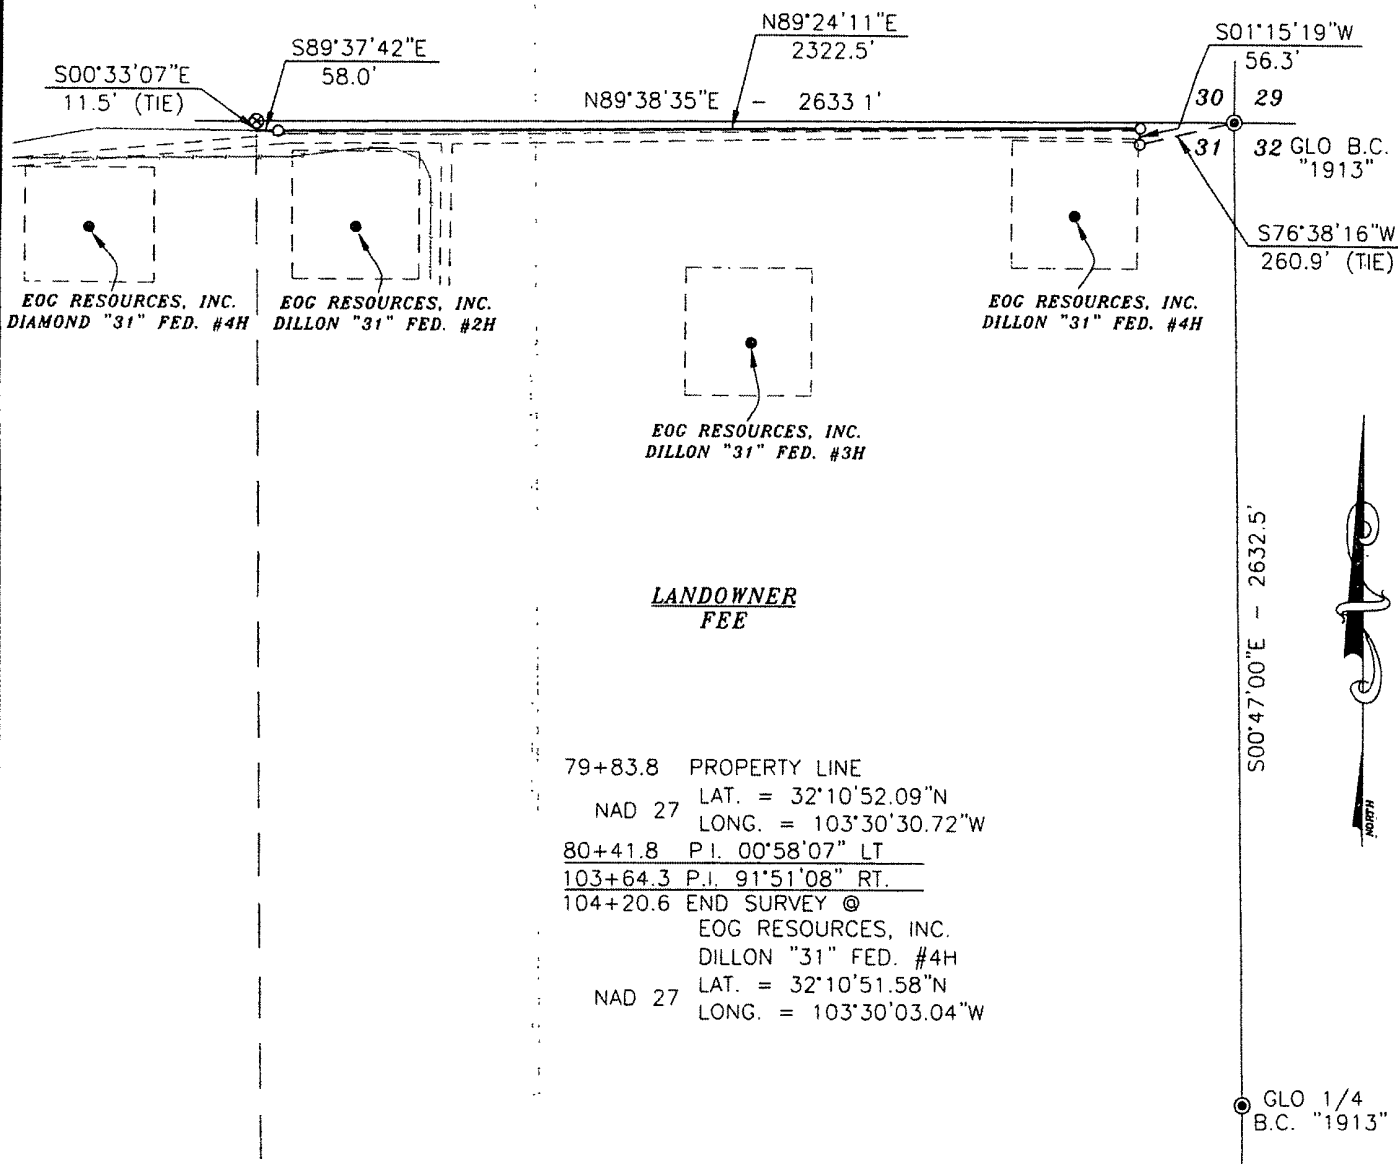 N89°24'11"E
2322.5'
S89°37'42"E
58.0'
S01°15'19"W
56.3'
S00°33'07"E
11.5' (TIE)
N89°38'35"E - 2633 1'
30 29
31 32 GLO B.C.
"1913"
S76°38'16"W
260.9' (TIE)
EOG RESOURCES, INC.
DIAMOND "31" FED. #4H
EOG RESOURCES, INC.
DILLON "31" FED. #2H
EOG RESOURCES, INC.
DILLON "31" FED. #4H
EOG RESOURCES, INC.
DILLON "31" FED. #3H
S00°47'00"E - 2632.5'
LANDOWNER
FEE
NORTH
79+83.8 PROPERTY LINE
NAD 27
LAT. = 32°10'52.09"N
LONG. = 103°30'30.72"W
80+41.8 P I. 00°58'07" LT
103+64.3 P.I. 91°51'08" RT.
104+20.6 END SURVEY @
EOG RESOURCES, INC.
DILLON "31" FED. #4H
NAD 27
LAT. = 32°10'51.58"N
LONG. = 103°30'03.04"W
GLO 1/4
B.C. "1913"